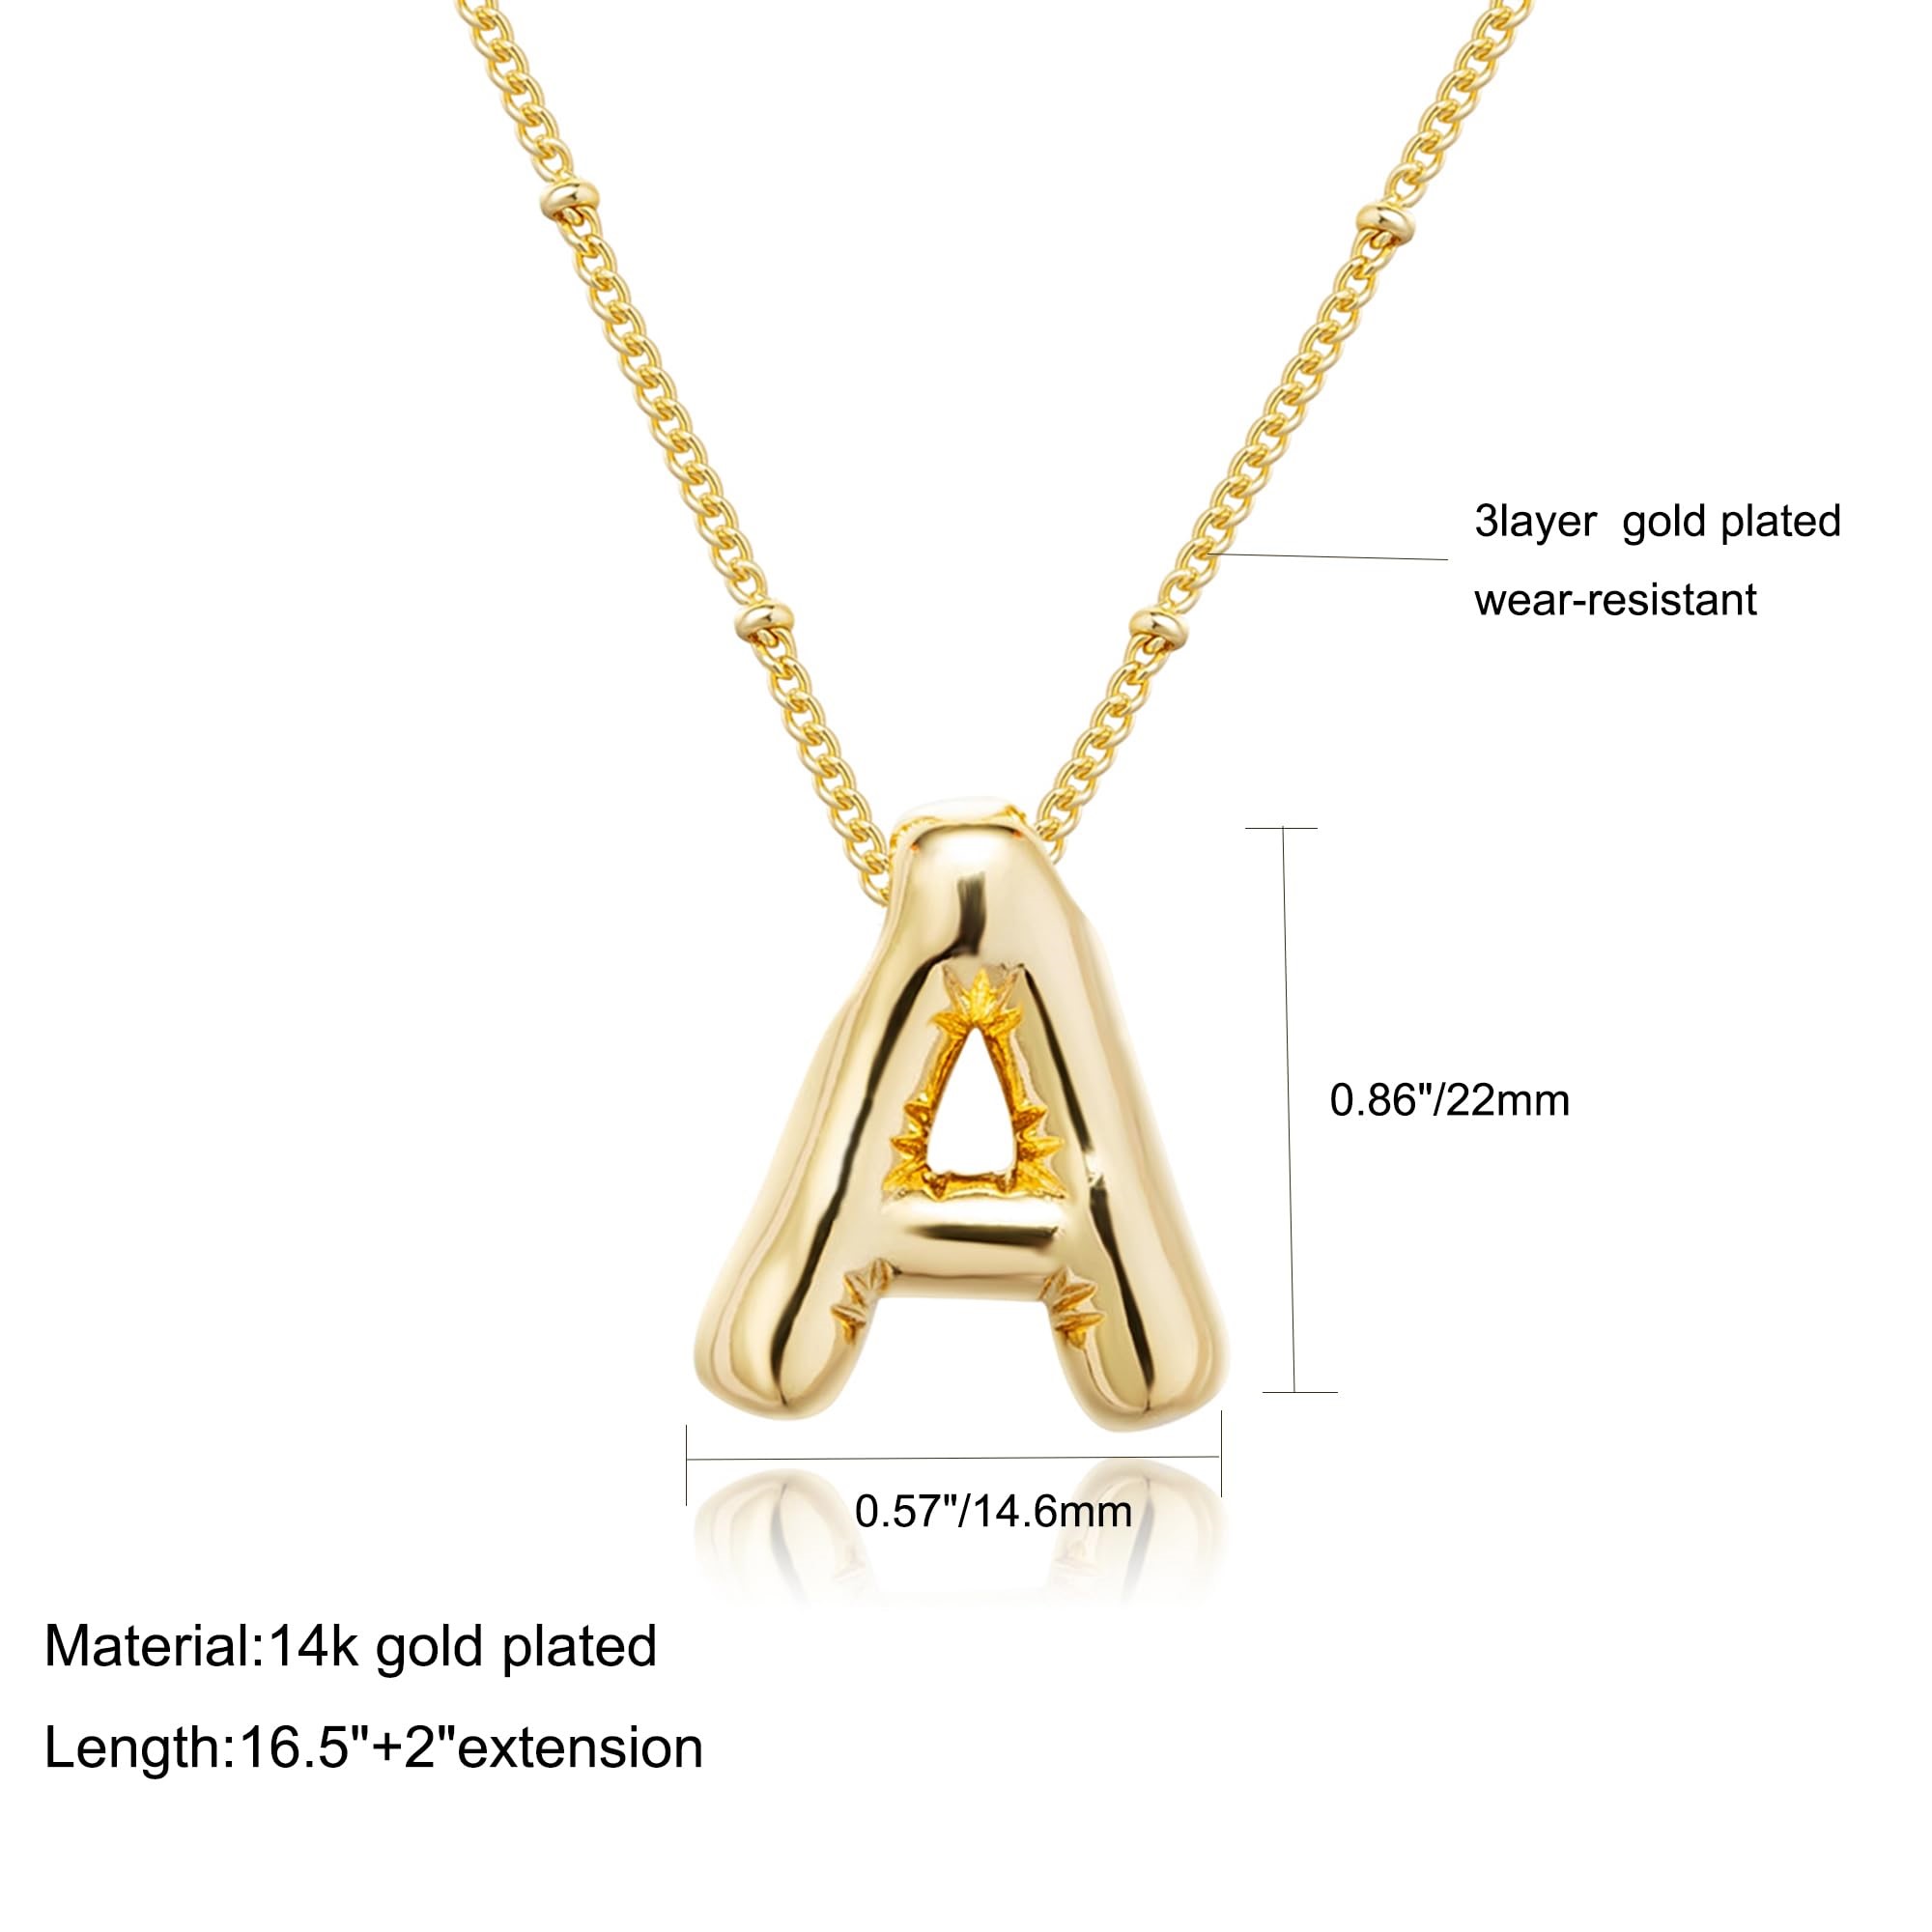 3layer  gold plated
wear-resistant
0.86"/22mm
0.57"/14.6mm
Material:14k gold plated
Length:16.5"+2"extension